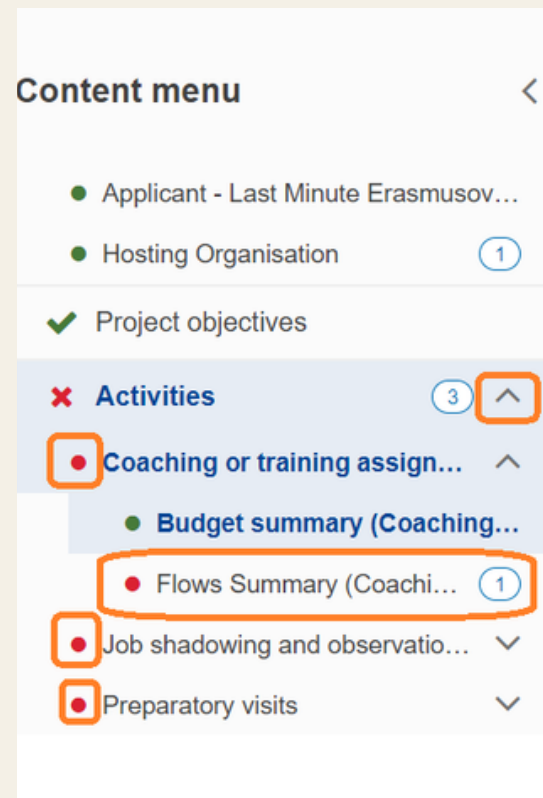 Content menu
Applicant - Last Minute Erasmusov...
Hosting Organisation 1
Project objectives
Activities 3
Coaching or training assign...
Budget summary (Coaching...
Flows Summary (Coachi... 1
Job shadowing and observatio...
Preparatory visits